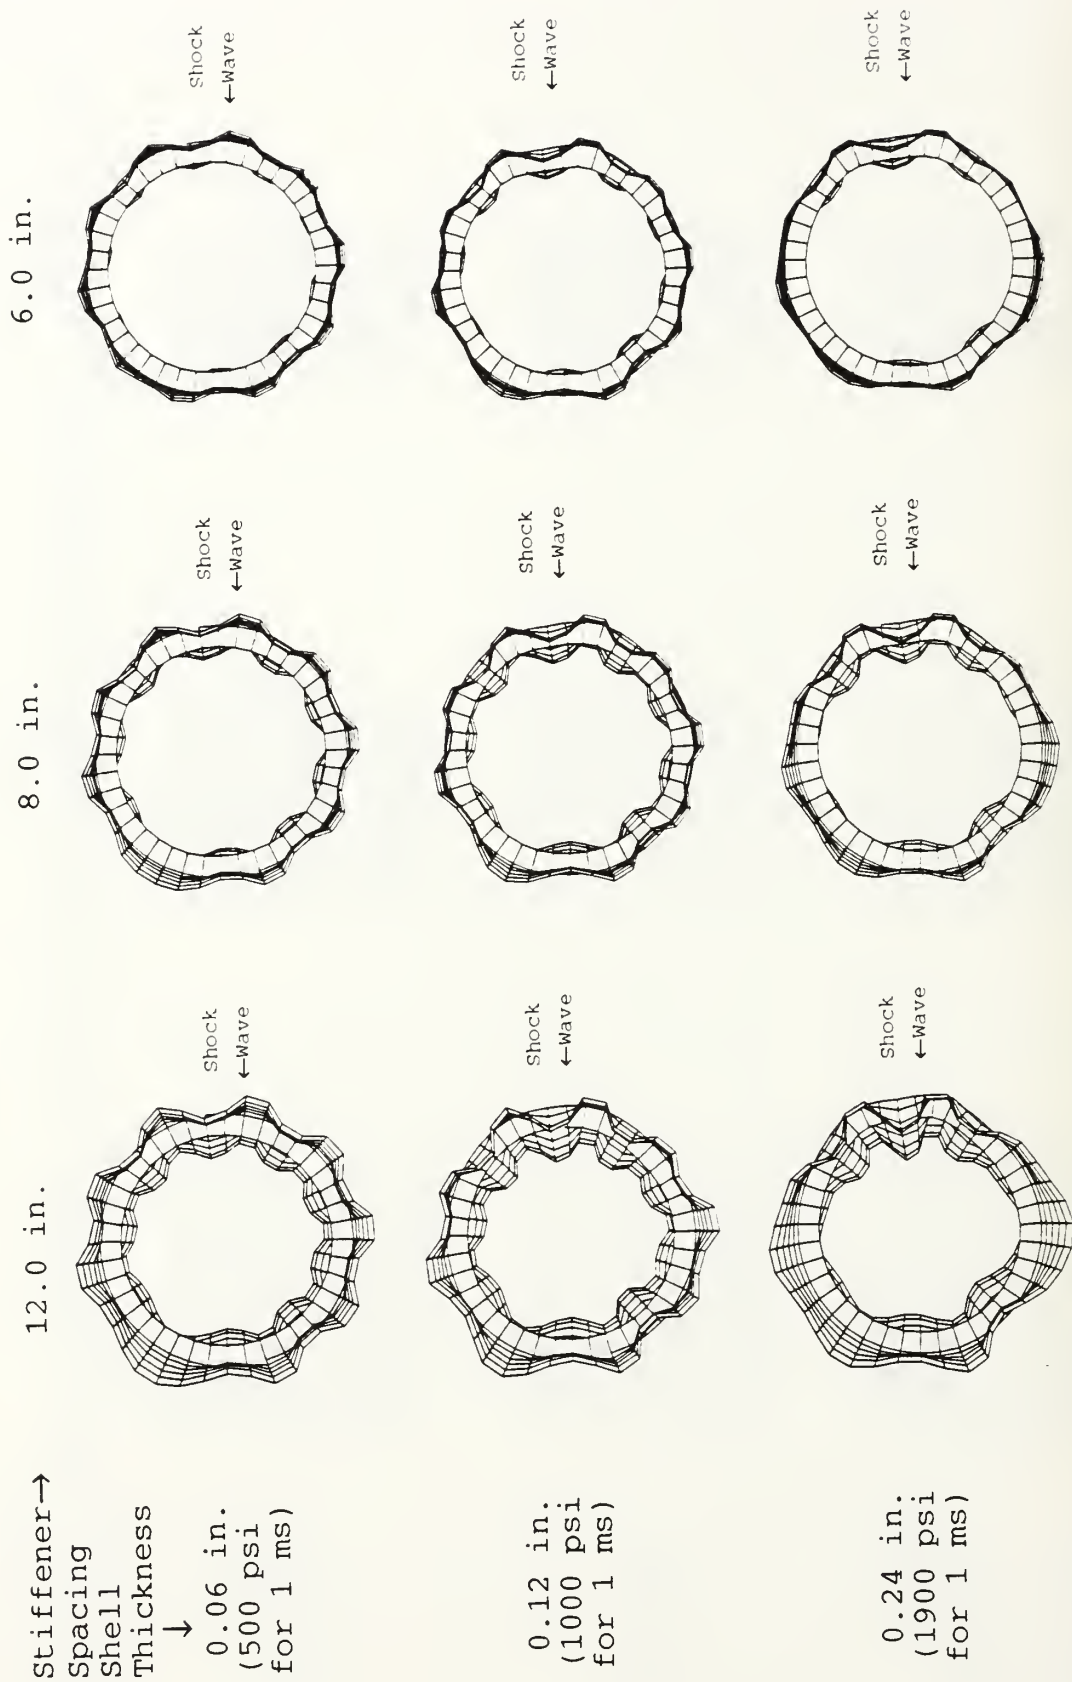 Stiffener→
Spacing
Shell
Thickness
↓
12.0 in.
8.0 in.
6.0 in.
0.06 in.
(500 psi
for 1 ms)
Shock
←Wave
Shock
←Wave
Shock
←Wave
0.12 in.
(1000 psi
for 1 ms)
Shock
←Wave
Shock
←Wave
Shock
←Wave
0.24 in.
(1900 psi
for 1 ms)
Shock
←Wave
Shock
←Wave
Shock
←Wave